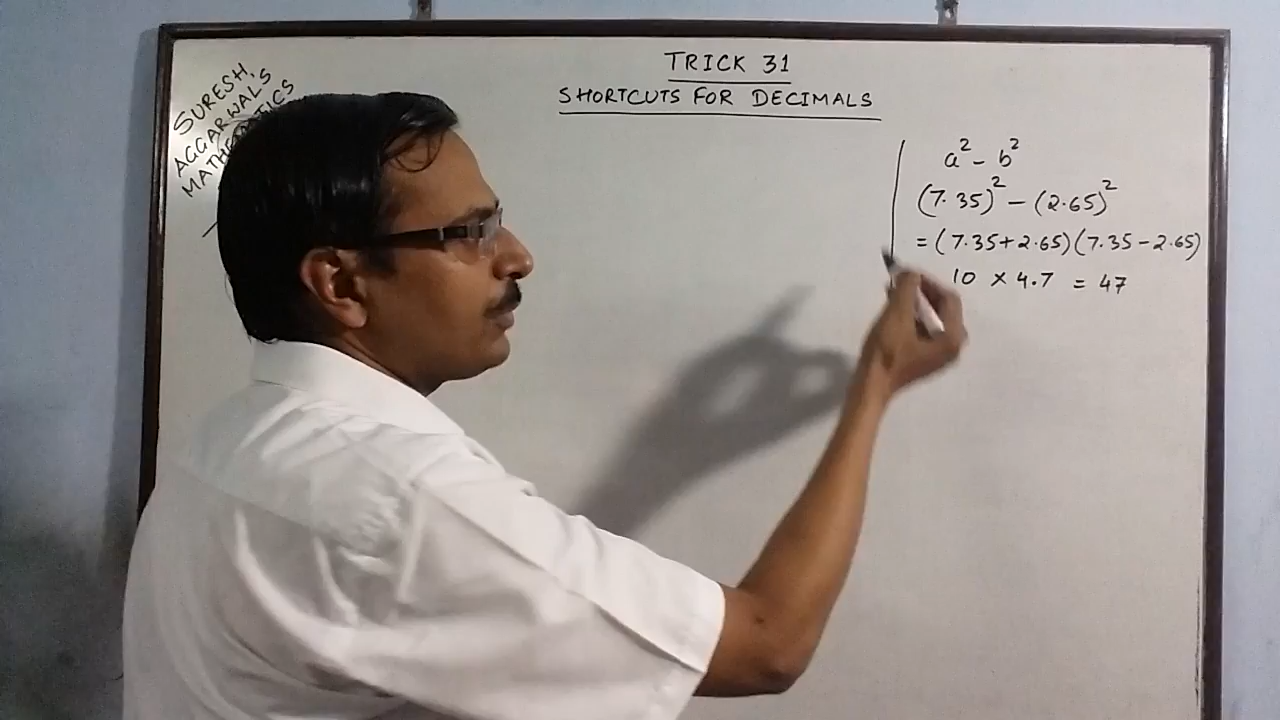 TRICK 31
SHORTCUTS FOR DECIMALS
SURESH
AGGARWAL'S
a² - b²
(7.35)² - (2.65)²
= (7.35+2.65)(7.35-2.65)
10 × 4.7 = 47